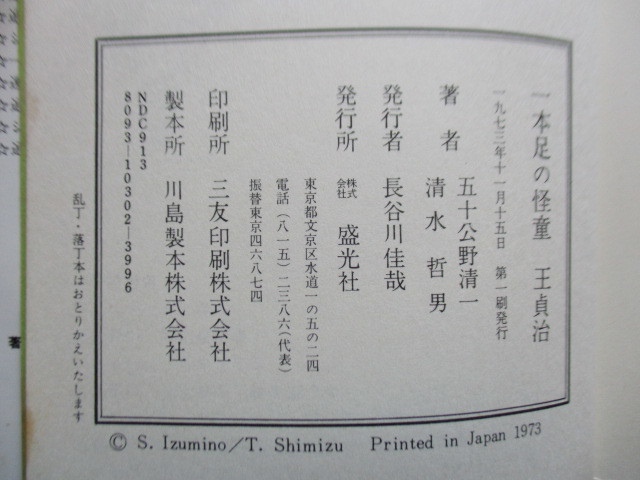 一本足の怪童　王貞治
一九七三年十一月十五日　第一刷発行
著者　五十公野清一
清水哲男
発行者　長谷川佳哉
発行所　株式会社　盛光社
東京都文京区水道一の五の二四
電話（八一五）二三八六（代表）
振替東京四六八七四
印刷所　三友印刷株式会社
製本所　川島製本株式会社
NDC913
8093―10302―3996
乱丁・落丁本はおとりかえいたします
© S. Izumino／T. Shimizu　Printed in Japan 1973
著